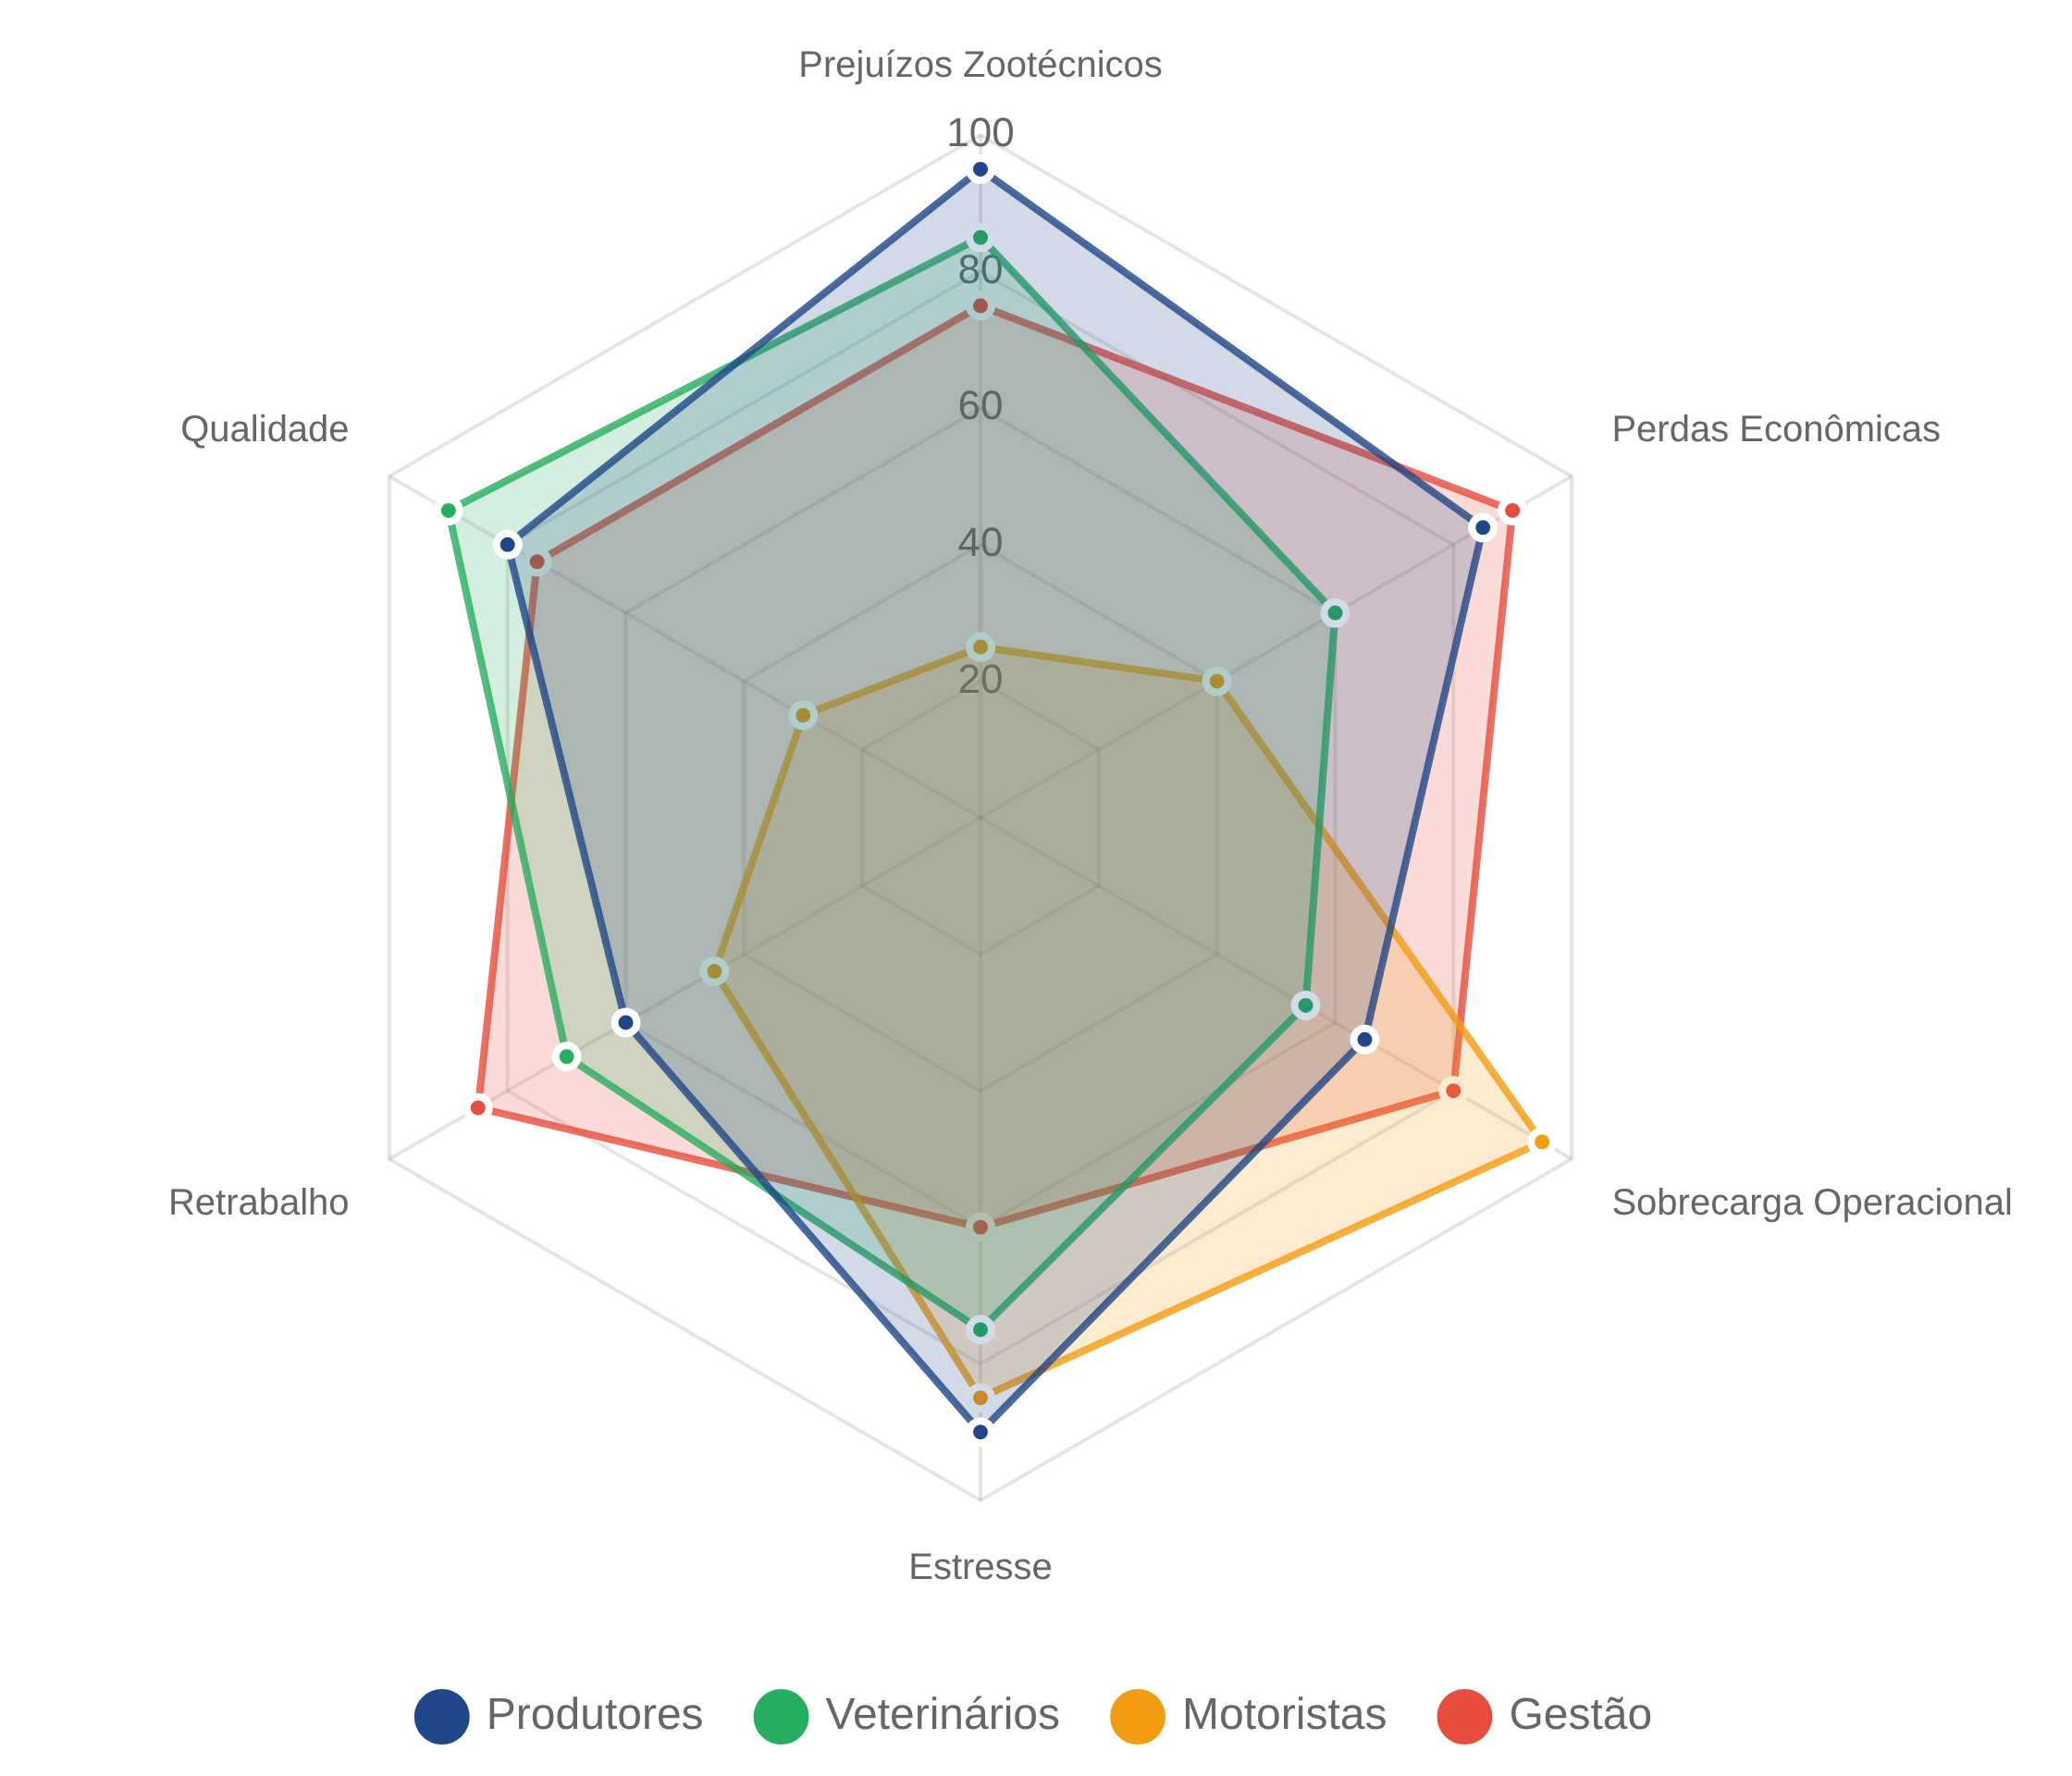 Prejuízos Zootécnicos
100
80
60
40
20
Qualidade
Perdas Econômicas
Retrabalho
Sobrecarga Operacional
Estresse
Produtores
Veterinários
Motoristas
Gestão